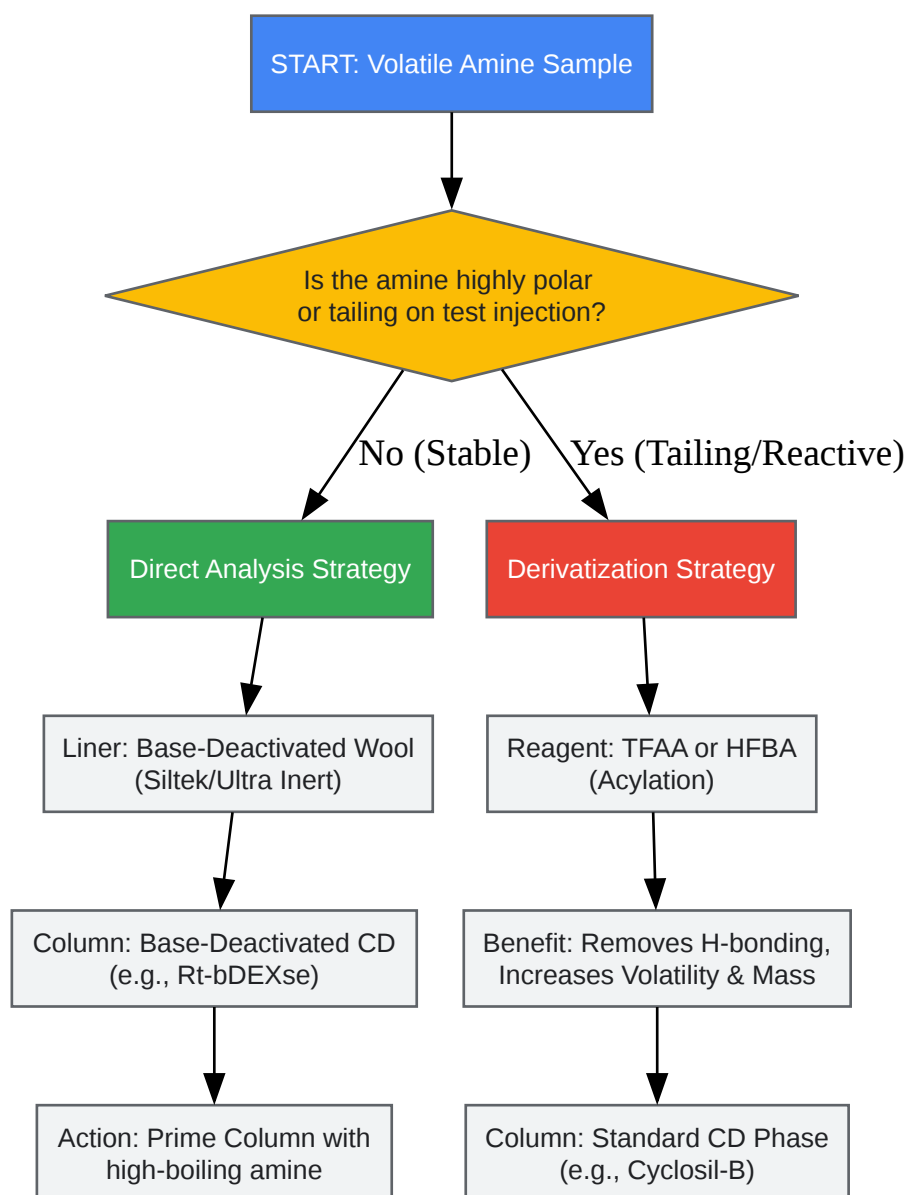 START: Volatile Amine Sample
Is the amine highly polar
or tailing on test injection?
No (Stable)
Yes (Tailing/Reactive)
Direct Analysis Strategy
Derivatization Strategy
Liner: Base-Deactivated Wool
(Siltek/Ultra Inert)
Reagent: TFAA or HFBA
(Acylation)
Column: Base-Deactivated CD
(e.g., Rt-bDEXse)
Benefit: Removes H-bonding,
Increases Volatility & Mass
Action: Prime Column with
high-boiling amine
Column: Standard CD Phase
(e.g., Cyclosil-B)